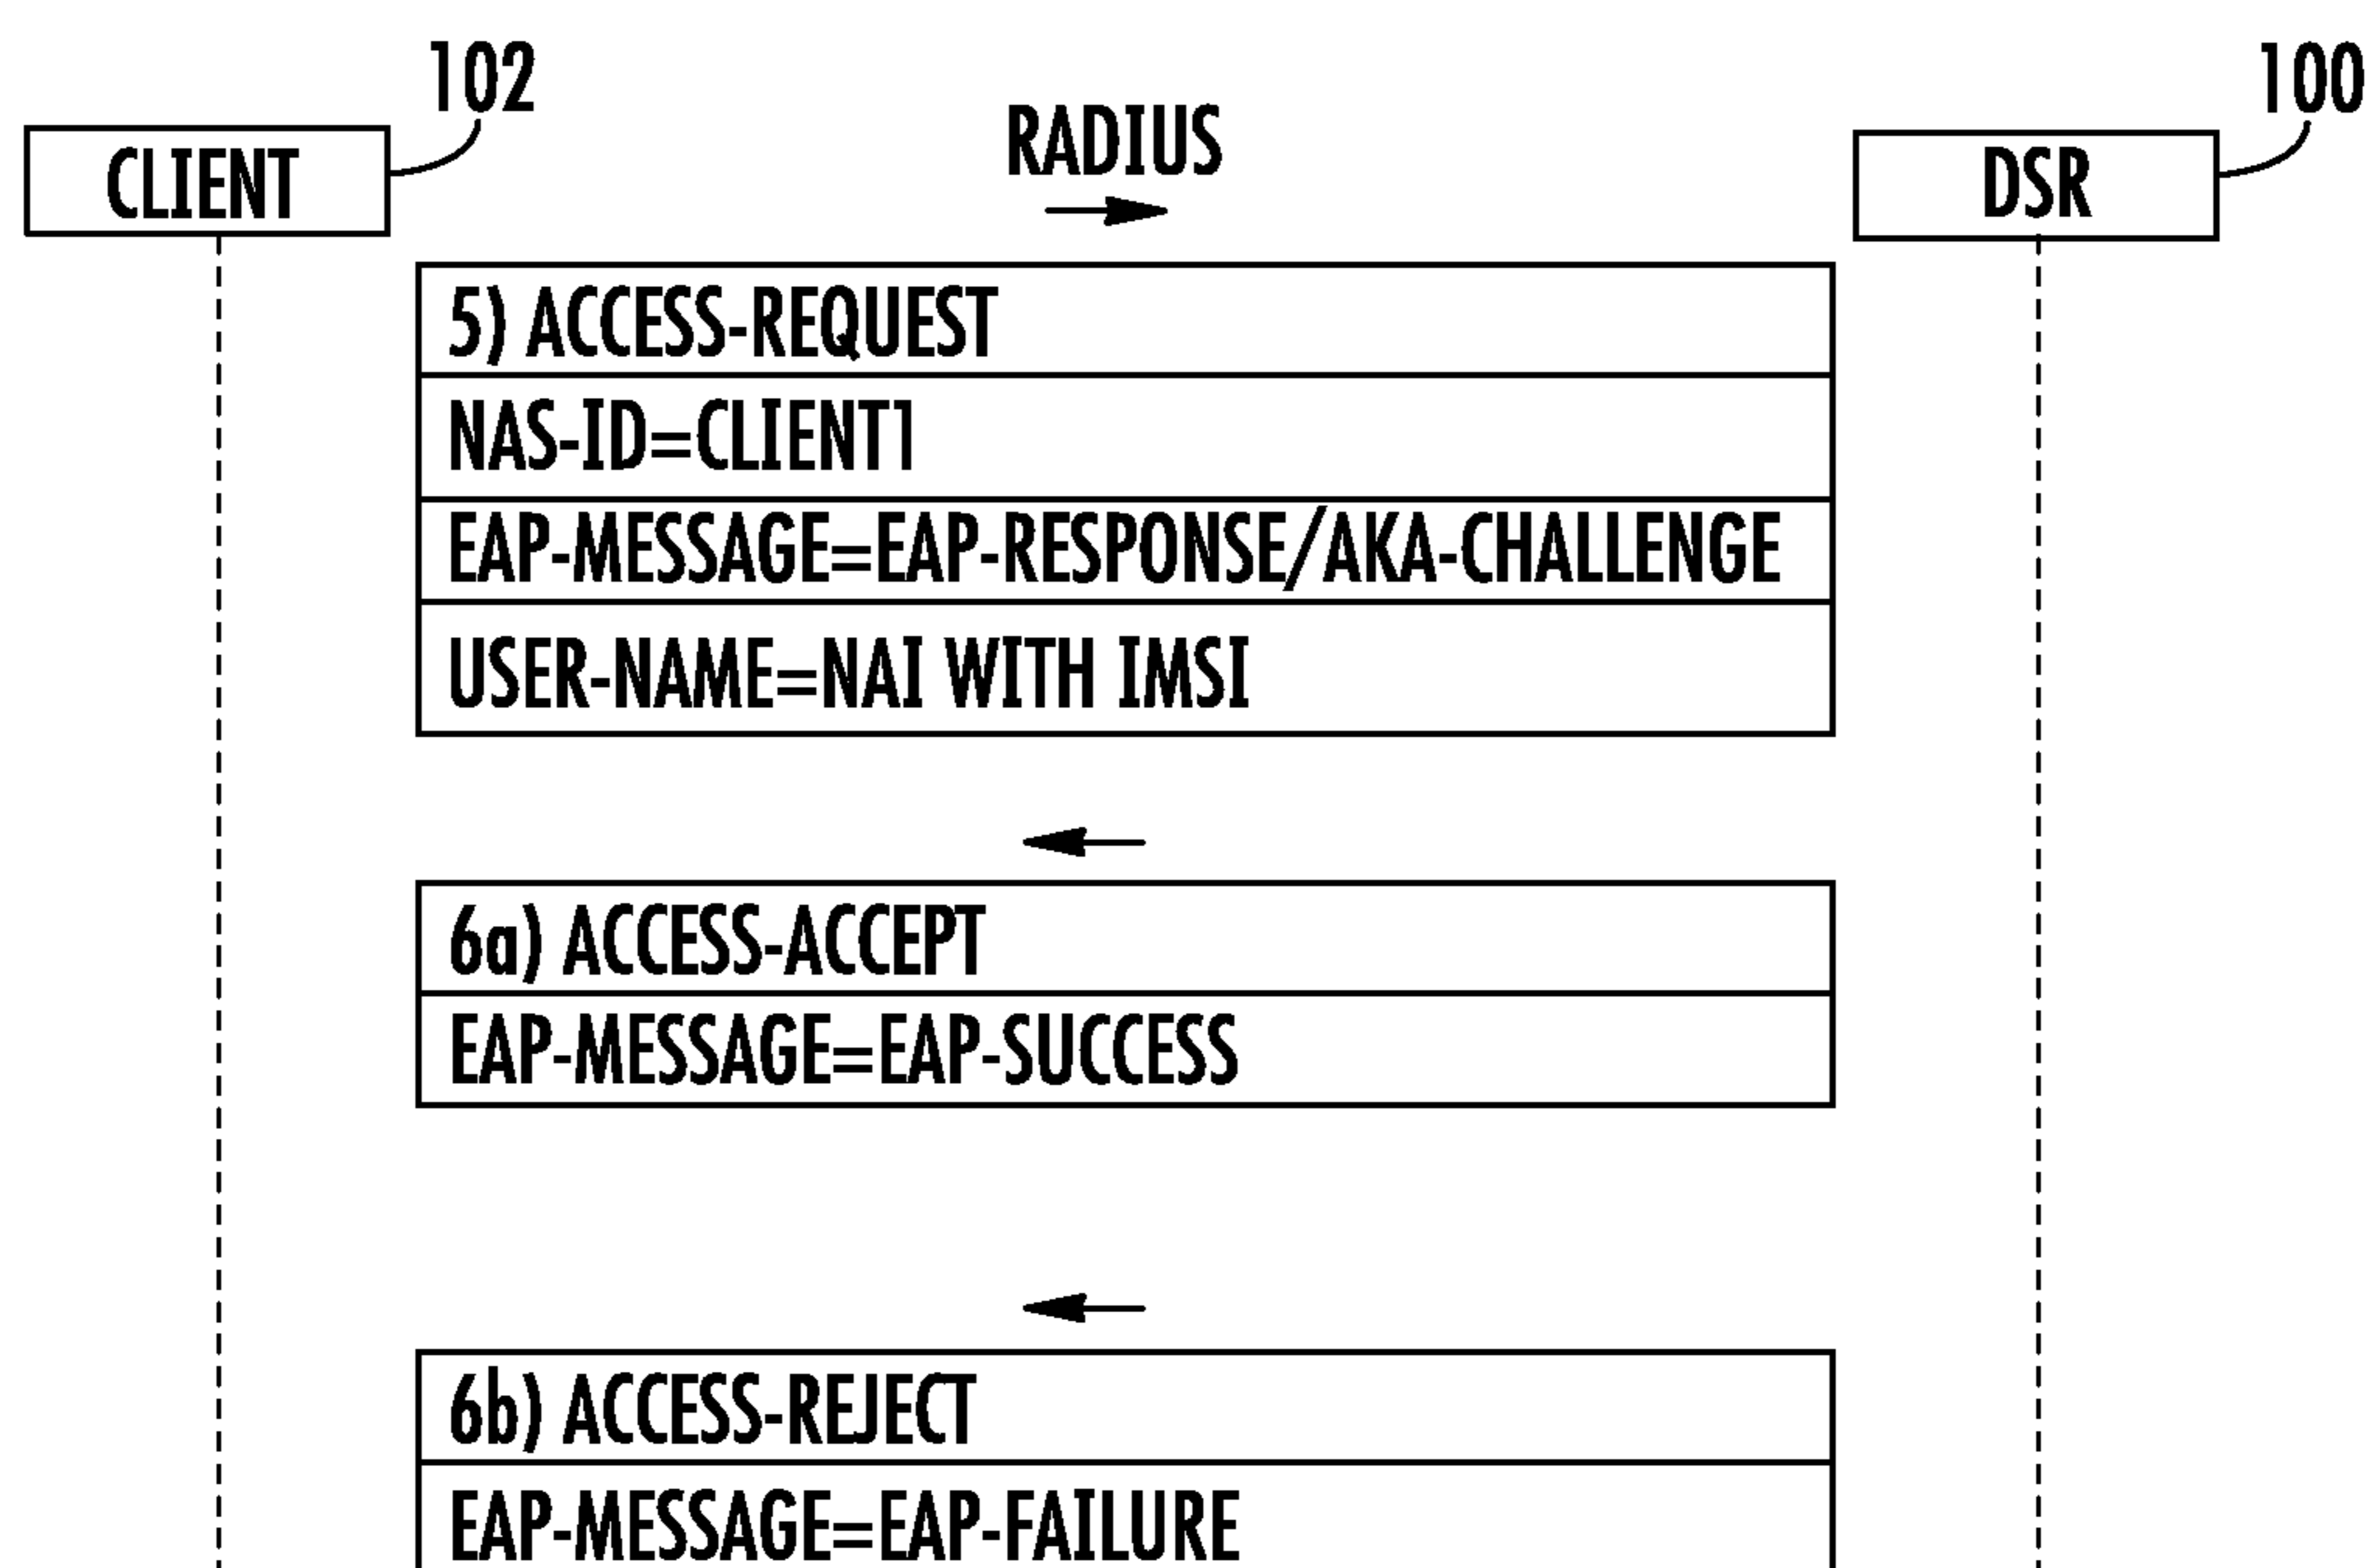 102
100
CLIENT
RADIUS
DSR
5) ACCESS-REQUEST
NAS-ID=CLIENT1
EAP-MESSAGE=EAP-RESPONSE/AKA-CHALLENGE
USER-NAME=NAI WITH IMSI
6a) ACCESS-ACCEPT
EAP-MESSAGE=EAP-SUCCESS
6b) ACCESS-REJECT
EAP-MESSAGE=EAP-FAILURE